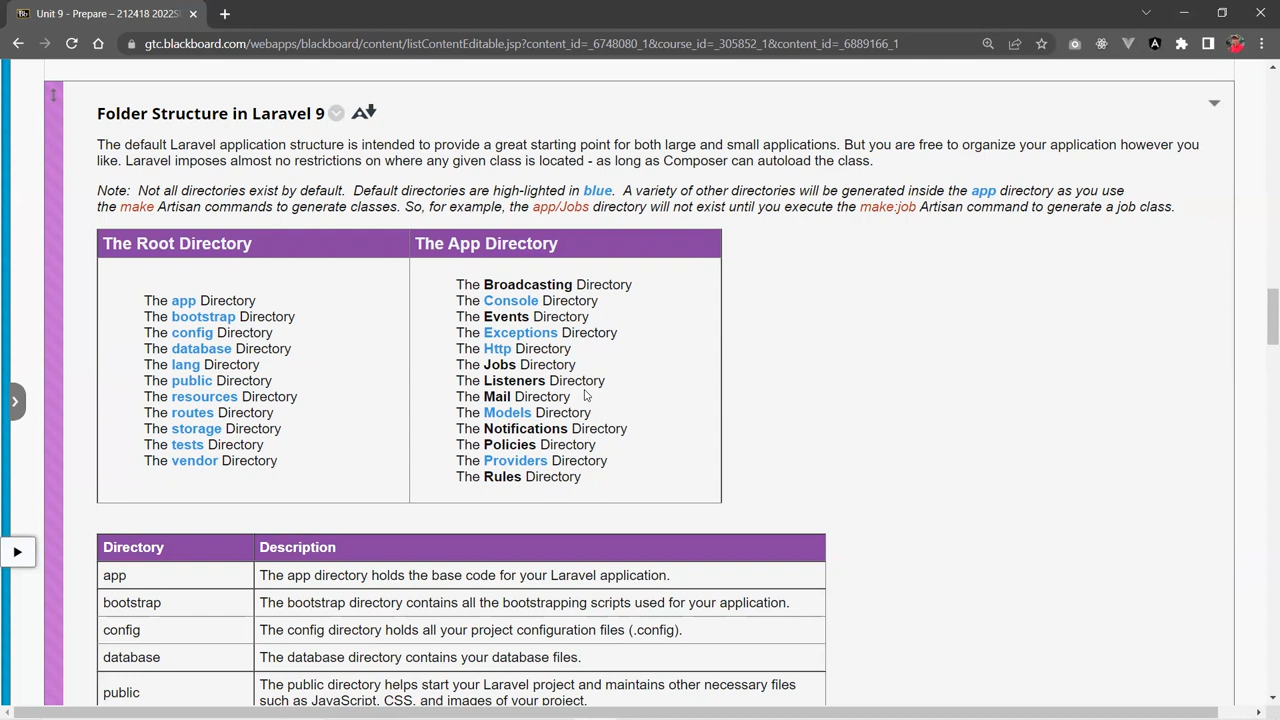 Unit 9 – Prepare – 212418 2022S
gtc.blackboard.com/webapps/blackboard/content/listContentEditable.jsp?content_id=_6748080_1&course_id=_305852_1&content_id=_6889166_1
Folder Structure in Laravel 9
The default Laravel application structure is intended to provide a great starting point for both large and small applications. But you are free to organize your application however you
like. Laravel imposes almost no restrictions on where any given class is located - as long as Composer can autoload the class.
Note: Not all directories exist by default. Default directories are high-lighted in blue. A variety of other directories will be generated inside the app directory as you use
the make Artisan commands to generate classes. So, for example, the app/Jobs directory will not exist until you execute the make:job Artisan command to generate a job class.
The Root Directory
The app Directory
The bootstrap Directory
The config Directory
The database Directory
The lang Directory
The public Directory
The resources Directory
The routes Directory
The storage Directory
The tests Directory
The vendor Directory
The App Directory
The Broadcasting Directory
The Console Directory
The Events Directory
The Exceptions Directory
The Http Directory
The Jobs Directory
The Listeners Directory
The Mail Directory
The Models Directory
The Notifications Directory
The Policies Directory
The Providers Directory
The Rules Directory
Directory Description
app The app directory holds the base code for your Laravel application.
bootstrap The bootstrap directory contains all the bootstrapping scripts used for your application.
config The config directory holds all your project configuration files (.config).
database The database directory contains your database files.
public The public directory helps start your Laravel project and maintains other necessary files
such as JavaScript, CSS, and images of your project.